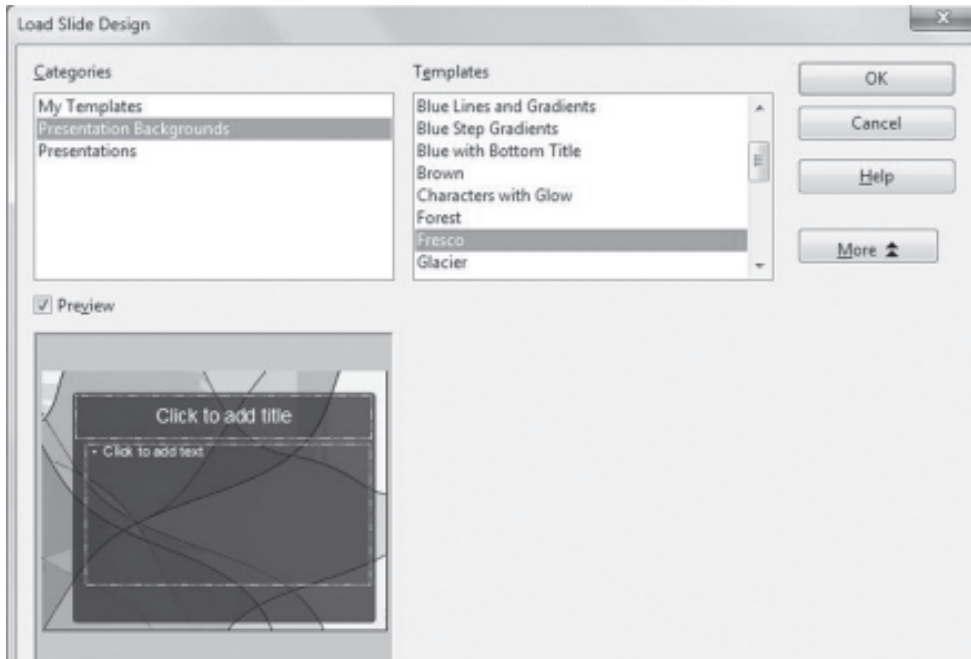 Load Slide Design
Categories
My Templates
Presentation Backgrounds
Presentations
Templates
Blue Lines and Gradients
Blue Step Gradients
Blue with Bottom Title
Brown
Characters with Glow
Forest
Fresco
Glacier
OK
Cancel
Help
More
Preview
Click to add title
• Click to add text